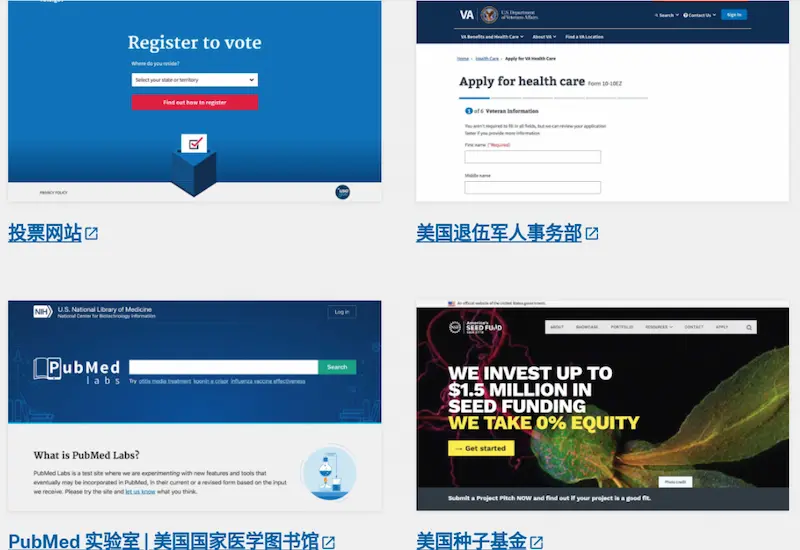 Register to vote
Where do you reside?
Select your state or territory
Find out how to register
PRIVACY POLICY
VA
U.S. Department
of Veterans Affairs
Search
Contact Us
Sign In
VA Benefits and Health Care
About VA
Find a VA Location
Home
Health Care
Apply for VA Health Care
Apply for health care Form 10-10EZ
1 of 6 Veteran Information
You aren't required to fill in all fields, but we can review your application
faster if you provide more information.
First name (*Required)
Middle name
投票网站
美国退伍军人事务部
NIH
U.S. National Library of Medicine
National Center for Biotechnology Information
Log in
PubMed
labs
Search
Try otitis media treatment koonin e crispr influenza vaccine effectiveness
What is PubMed Labs?
PubMed Labs is a test site where we are experimenting with new features and tools that
eventually may be incorporated in PubMed, in their current or a revised form based on the input
we receive. Please try the site and let us know what you think.
An official website of the United States government.
America's
SEED FUND
ABOUT SHOWCASE PORTFOLIO RESOURCES CONTACT APPLY
WE INVEST UP TO
$1.5 MILLION IN
SEED FUNDING
WE TAKE 0% EQUITY
→ Get started
Photo credit
Submit a Project Pitch NOW and find out if your project is a good fit.
PubMed 实验室 | 美国国家医学图书馆
美国种子基金